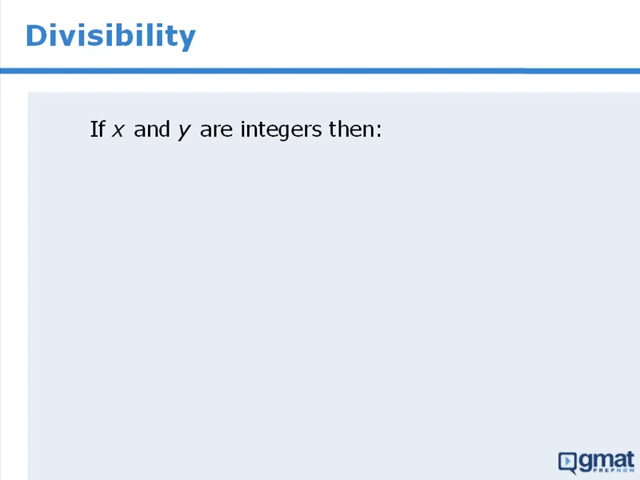 Divisibility
If x and y are integers then:
gmat
PREPNOW